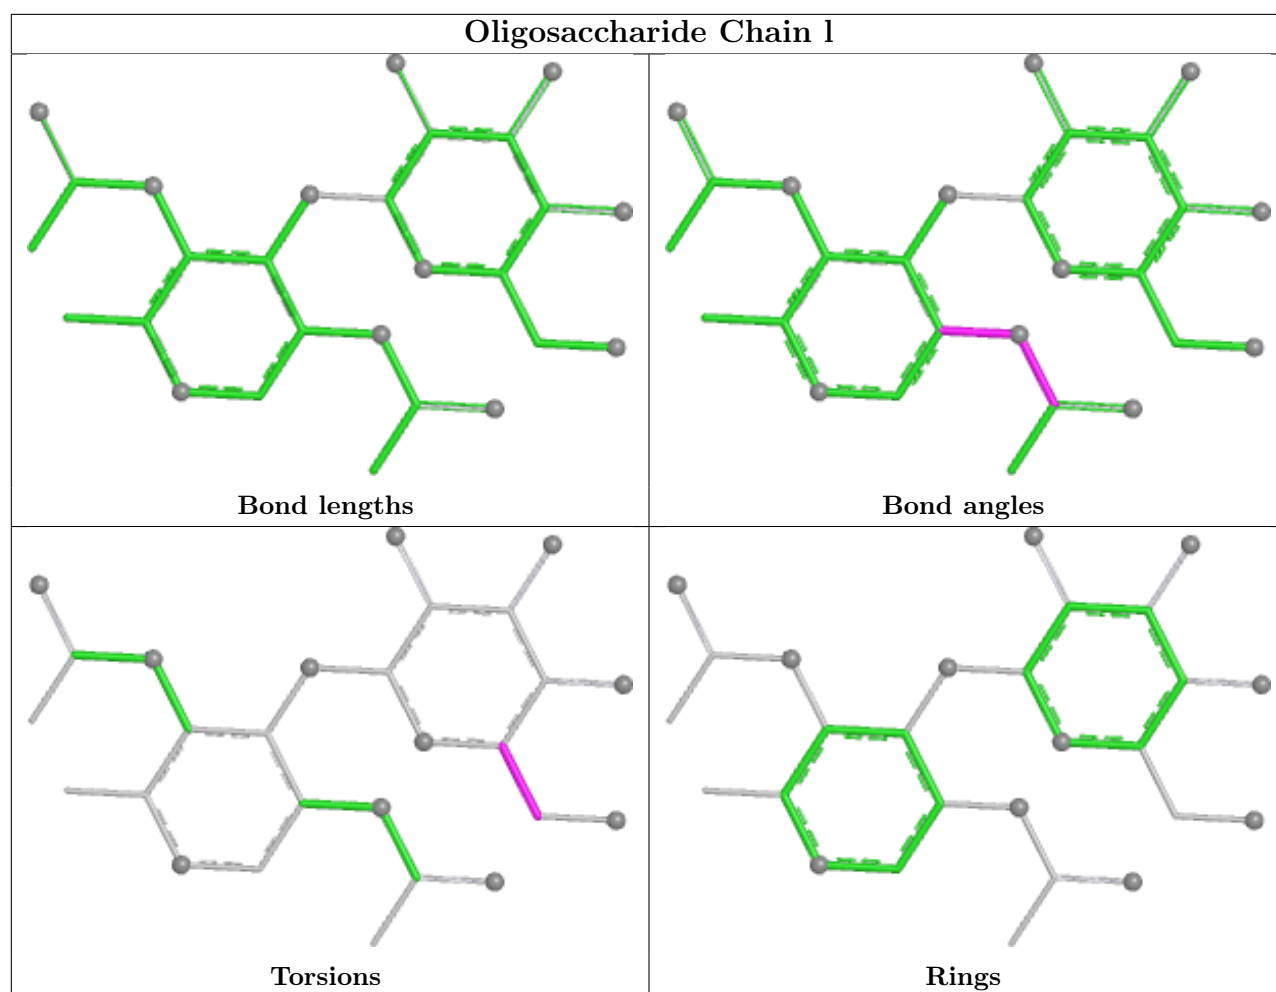 Oligosaccharide Chain l
Bond lengths
Bond angles
Torsions
Rings